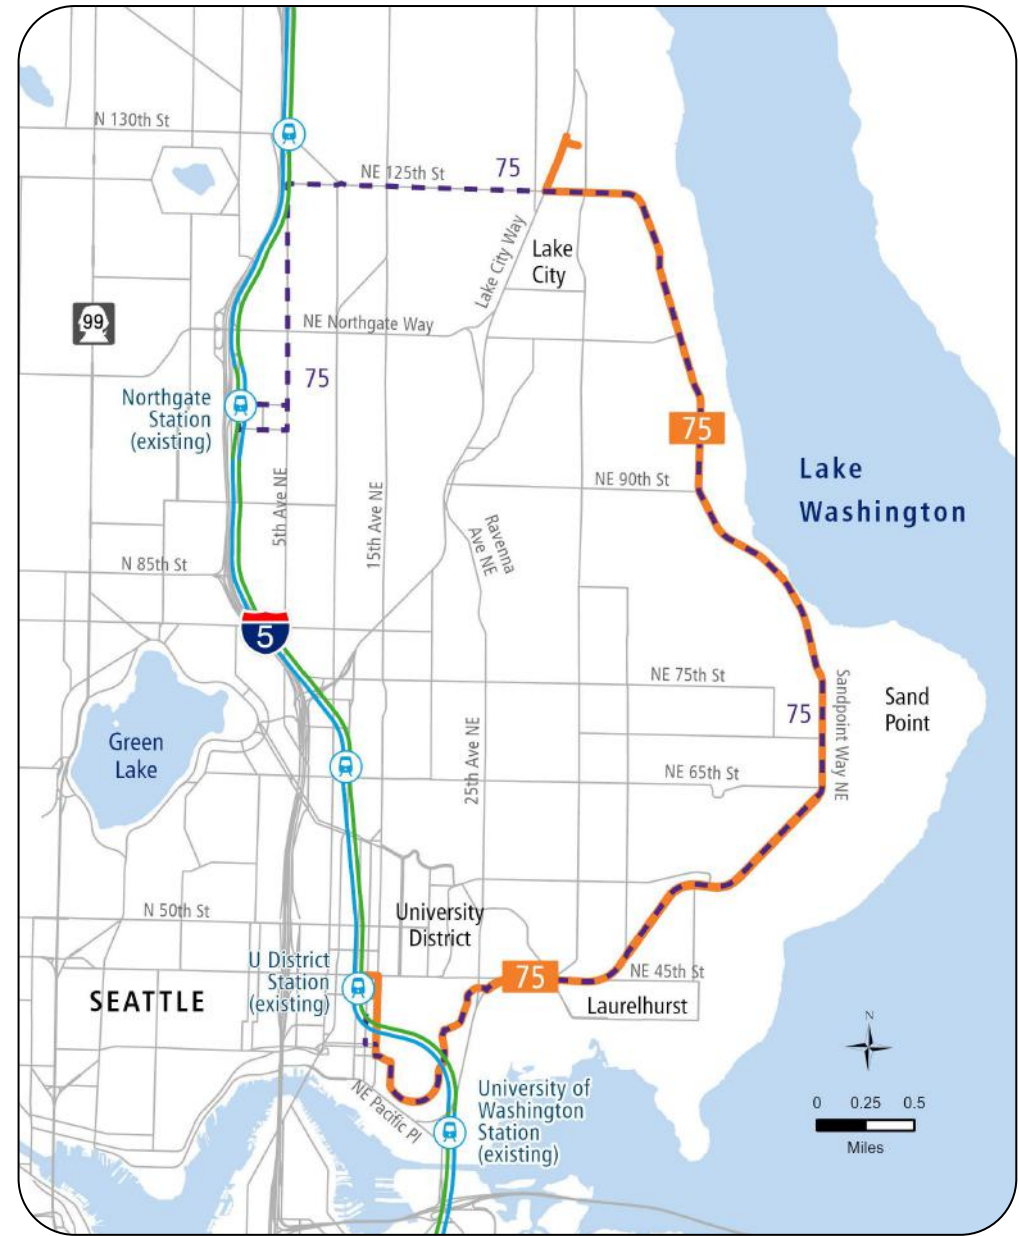 N 130th St
NE 125th St
75
Lake City Way
Lake
City
99
NE Northgate Way
75
Northgate
Station
(existing)
75
Lake
Washington
NE 90th St
5th Ave NE
15th Ave NE
Ravenna
Ave NE
N 85th St
5
NE 75th St
Sandpoint Way NE
Sand
Point
75
Green
Lake
25th Ave NE
NE 65th St
N 50th St
University
District
U District
Station
(existing)
75
NE 45th St
SEATTLE
Laurelhurst
N
NE Pacific Pl
University of
Washington
Station
(existing)
0 0.25 0.5
Miles